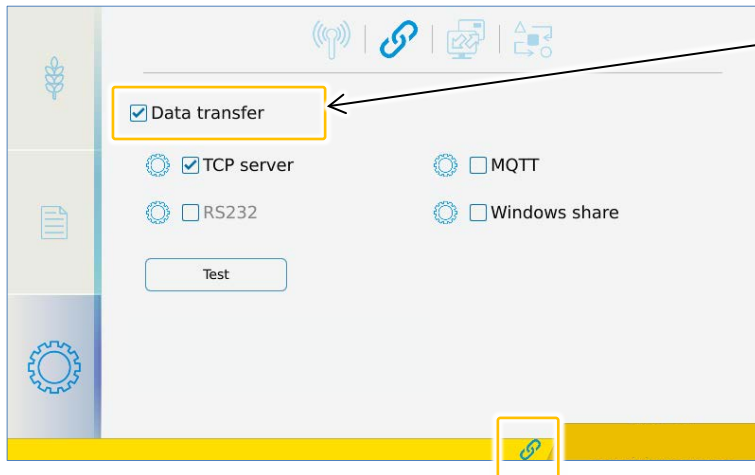 Data transfer
TCP server
MQTT
RS232
Windows share
Test